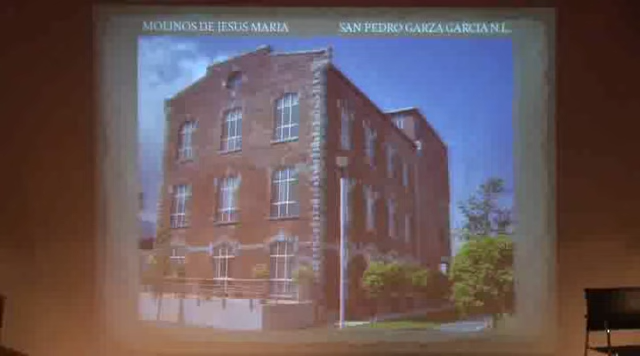 MOLINOS DE JESUS MARIA
SAN PEDRO GARZA GARCIA N.L.